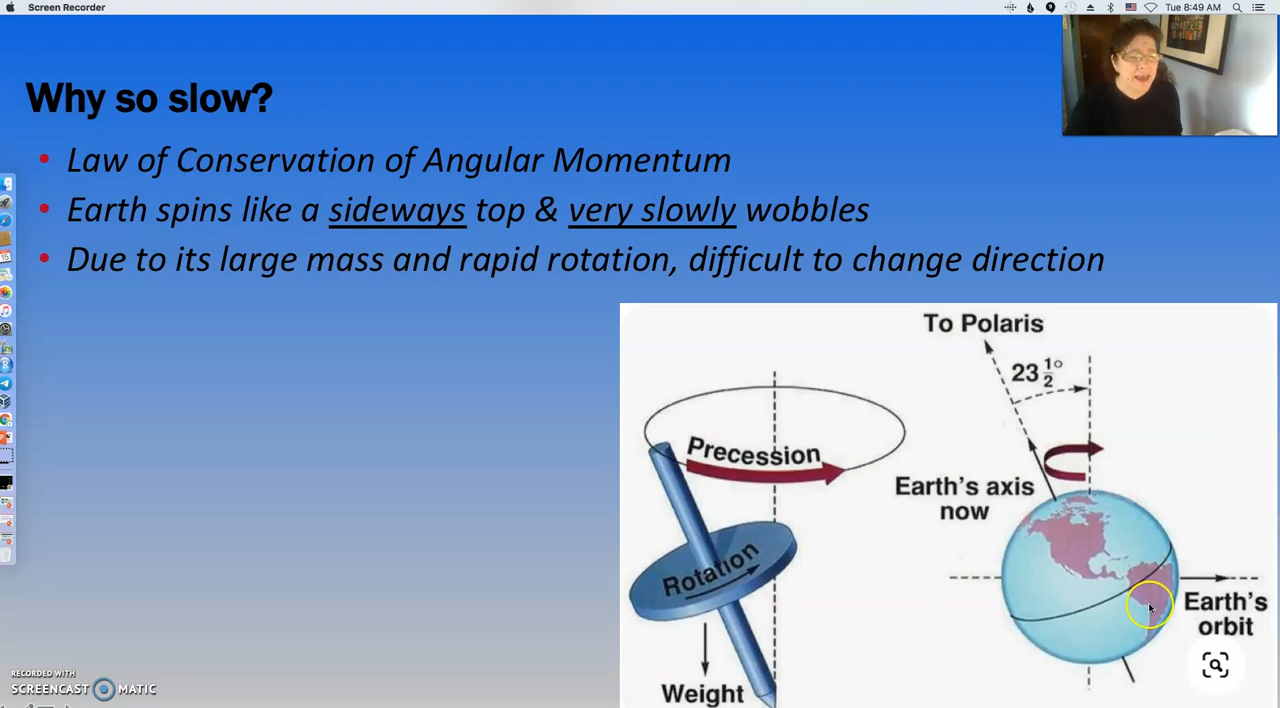 Screen Recorder
Tue 8:49 AM
Why so slow?
• Law of Conservation of Angular Momentum
• Earth spins like a sideways top & very slowly wobbles
• Due to its large mass and rapid rotation, difficult to change direction
To Polaris
23 1/2°
Precession
Earth's axis
now
Rotation
Earth's
orbit
Weight
RECORDED WITH
SCREENCAST MATIC